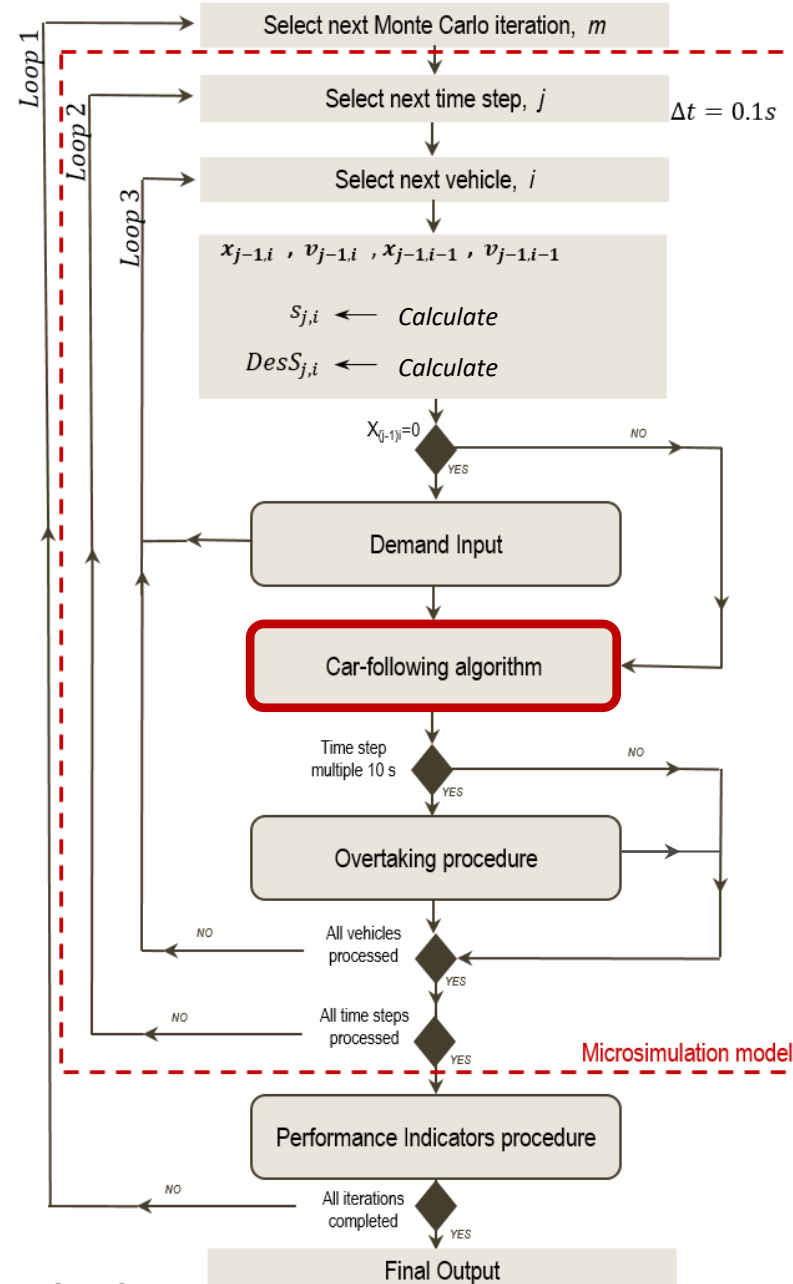 Select next Monte Carlo iteration, m
Loop 1
Select next time step, j
Δt = 0.1s
Loop 2
Select next vehicle, i
Loop 3
x_{j−1,i} , v_{j−1,i} , x_{j−1,i−1} , v_{j−1,i−1}
s_{j,i} ← Calculate
DesS_{j,i} ← Calculate
X_{(j-1)i}=0
NO
YES
Demand Input
Car-following algorithm
Time step
multiple 10 s
NO
YES
Overtaking procedure
All vehicles
processed
NO
YES
All time steps
processed
NO
YES
Microsimulation model
Performance Indicators procedure
All iterations
completed
NO
YES
Final Output